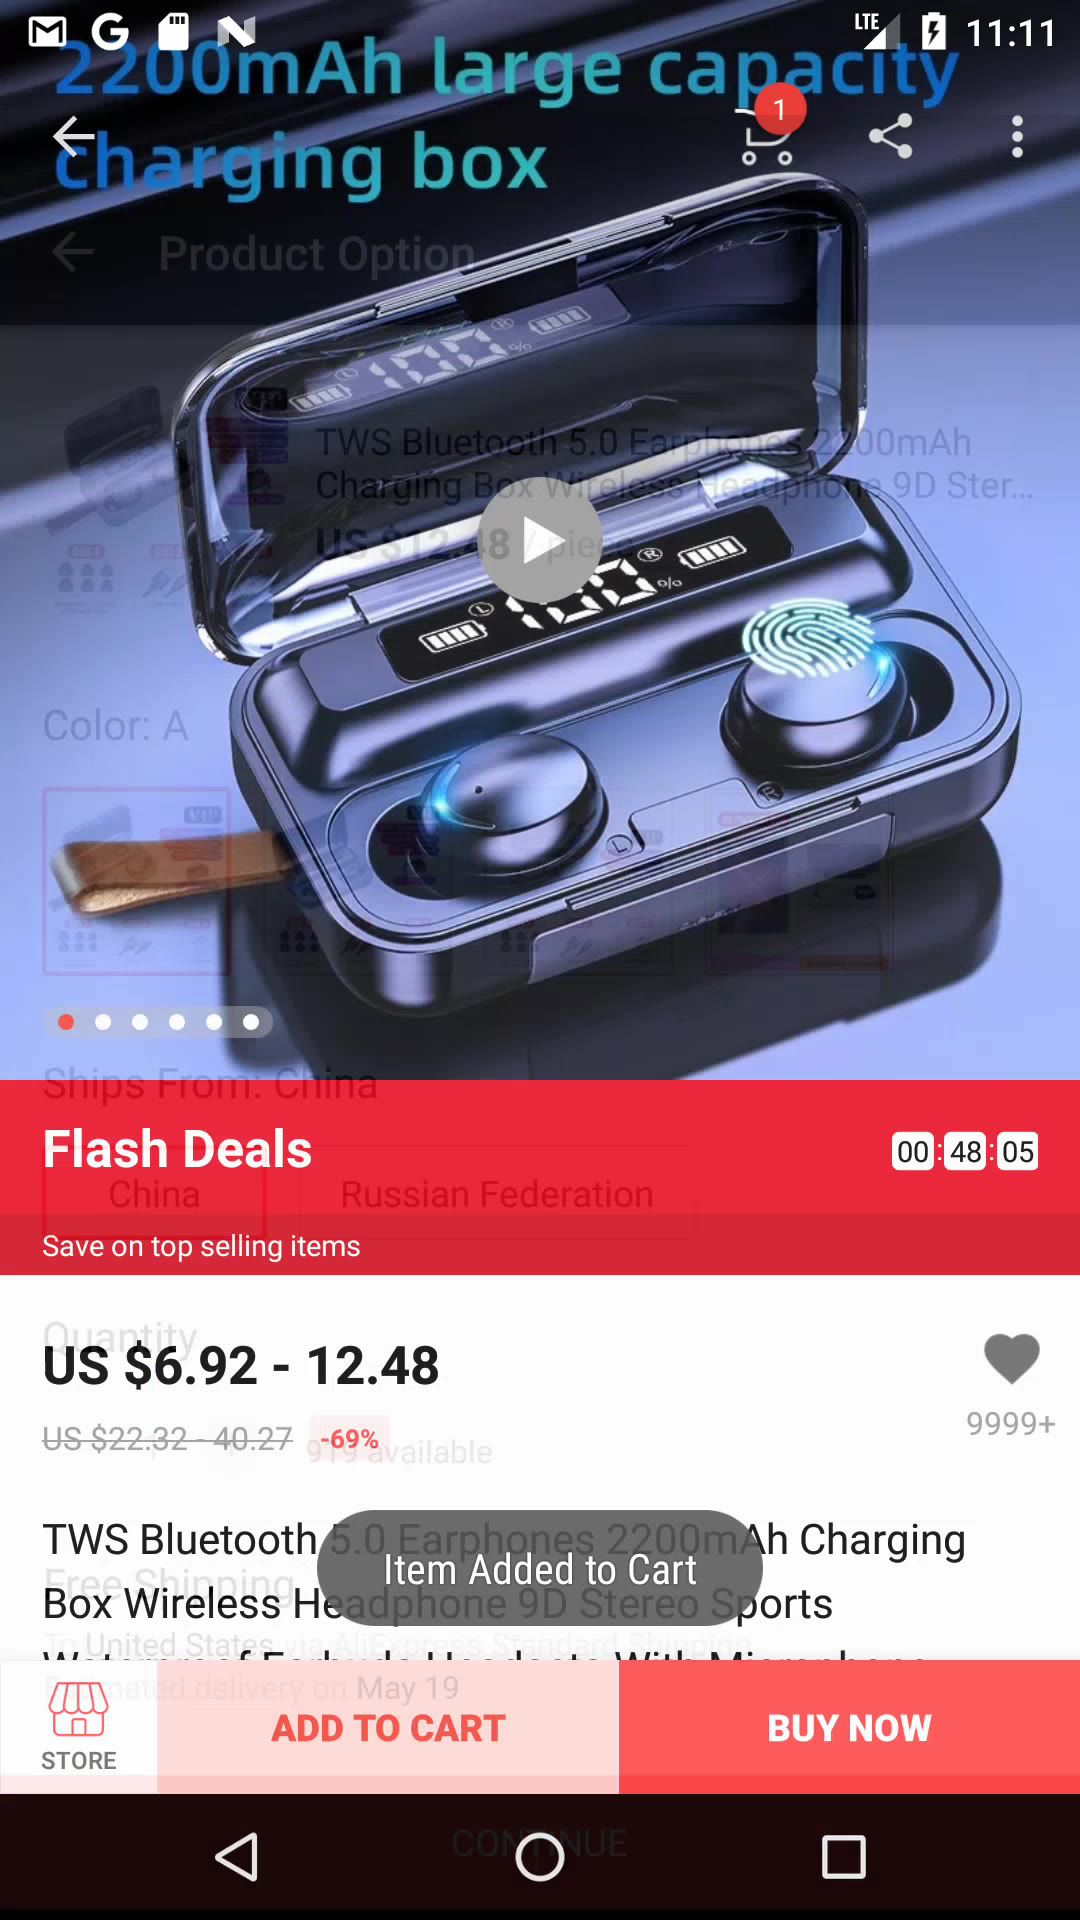 LTE 11:11
2200mAh large capacity
charging box
1
Product Option
TWS Bluetooth 5.0 Earphones 2200mAh
Charging Box Wireless Headphone 9D Ster...
US $12.48 / piece
Color: A
Ships From: China
Flash Deals
00:48:05
China
Russian Federation
Save on top selling items
Quantity
US $6.92 - 12.48
US $22.32 - 40.27
-69%
919 available
9999+
TWS Bluetooth 5.0 Earphones 2200mAh Charging
Item Added to Cart
Free Shipping
Box Wireless Headphone 9D Stereo Sports
To United States via AliExpress Standard Shipping
Waterproof Earbuds Headsets With Microphone
Estimated delivery on May 19
STORE
ADD TO CART
BUY NOW
CONTINUE